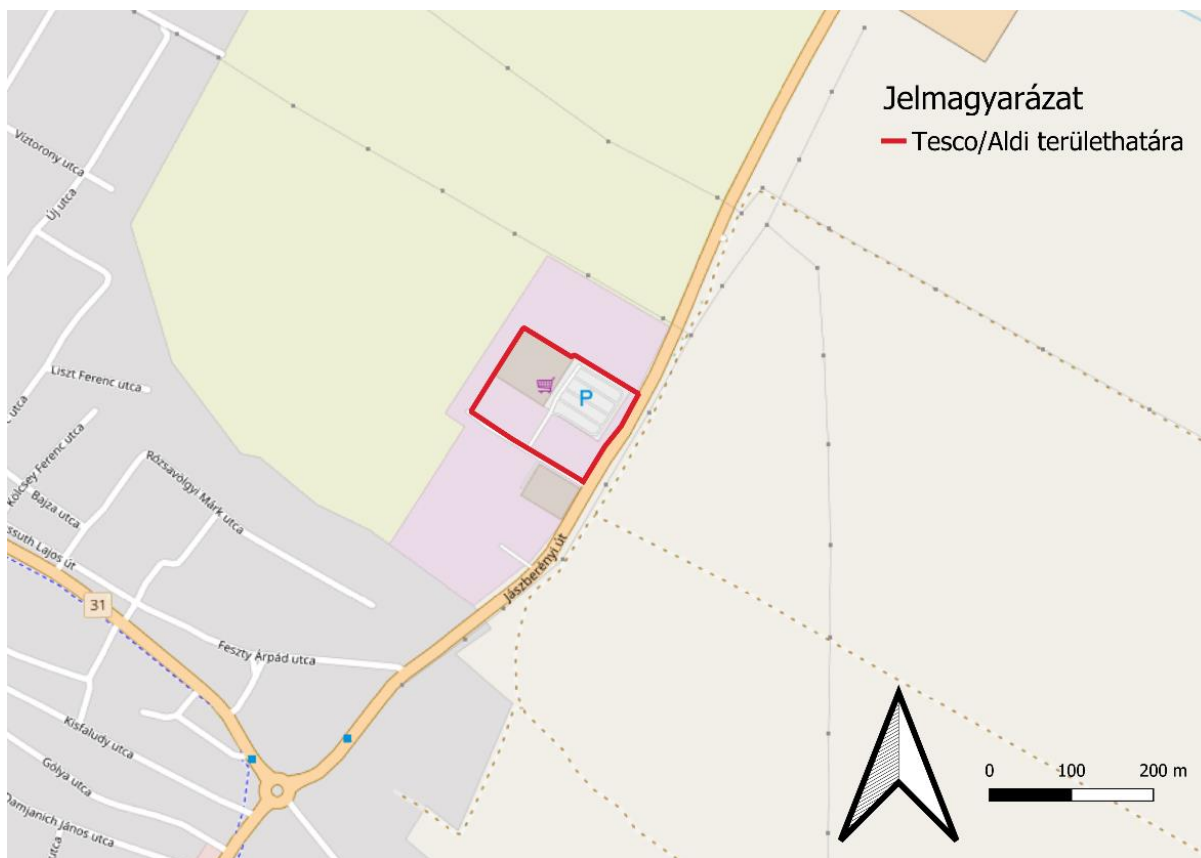 Jelmagyarázat
Tesco/Aldi területhatára
Víztorony utca
Új utca
Liszt Ferenc utca
Kölcsey Ferenc utca
Bajza utca
Rózsavölgyi Márk utca
ssuth Lajos út
31
Feszty Árpád utca
Kisfaludy utca
Gólya utca
Damjanich János utca
utca
c utca
P
Jászberényi út
0 100 200 m